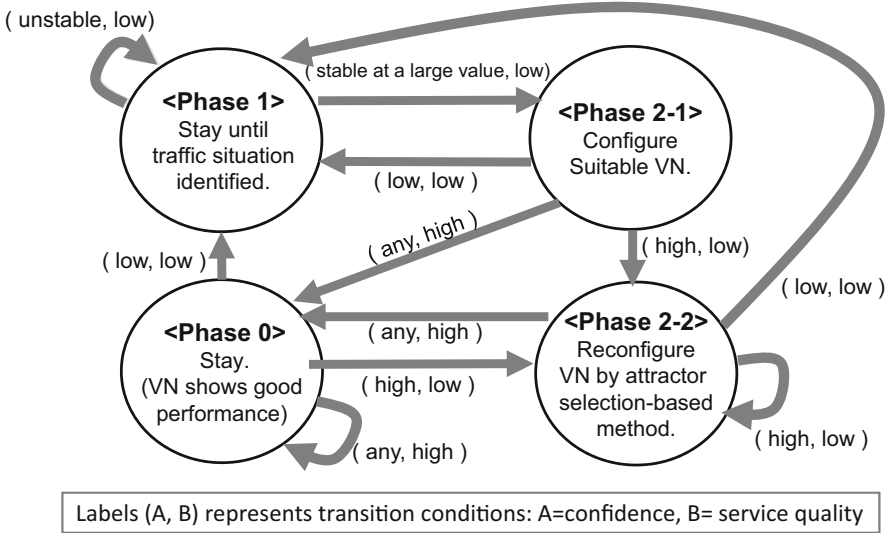 ( unstable, low)
( stable at a large value, low)
<Phase 1>
Stay until
traffic situation
identified.
<Phase 2-1>
Configure
Suitable VN.
( low, low )
( any, high )
( high, low)
( low, low )
( low, low )
<Phase 0>
Stay.
(VN shows good
performance)
( any, high )
( high, low )
<Phase 2-2>
Reconfigure
VN by attractor
selection-based
method.
( any, high )
( high, low )
Labels (A, B) represents transition conditions: A=confidence, B= service quality